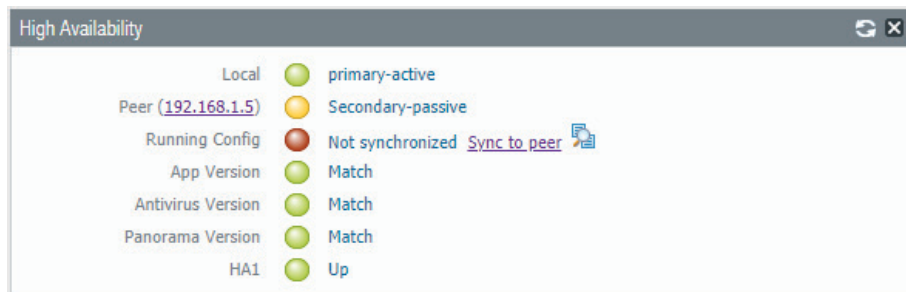 High Availability
Local primary-active
Peer (192.168.1.5) Secondary-passive
Running Config Not synchronized Sync to peer
App Version Match
Antivirus Version Match
Panorama Version Match
HA1 Up